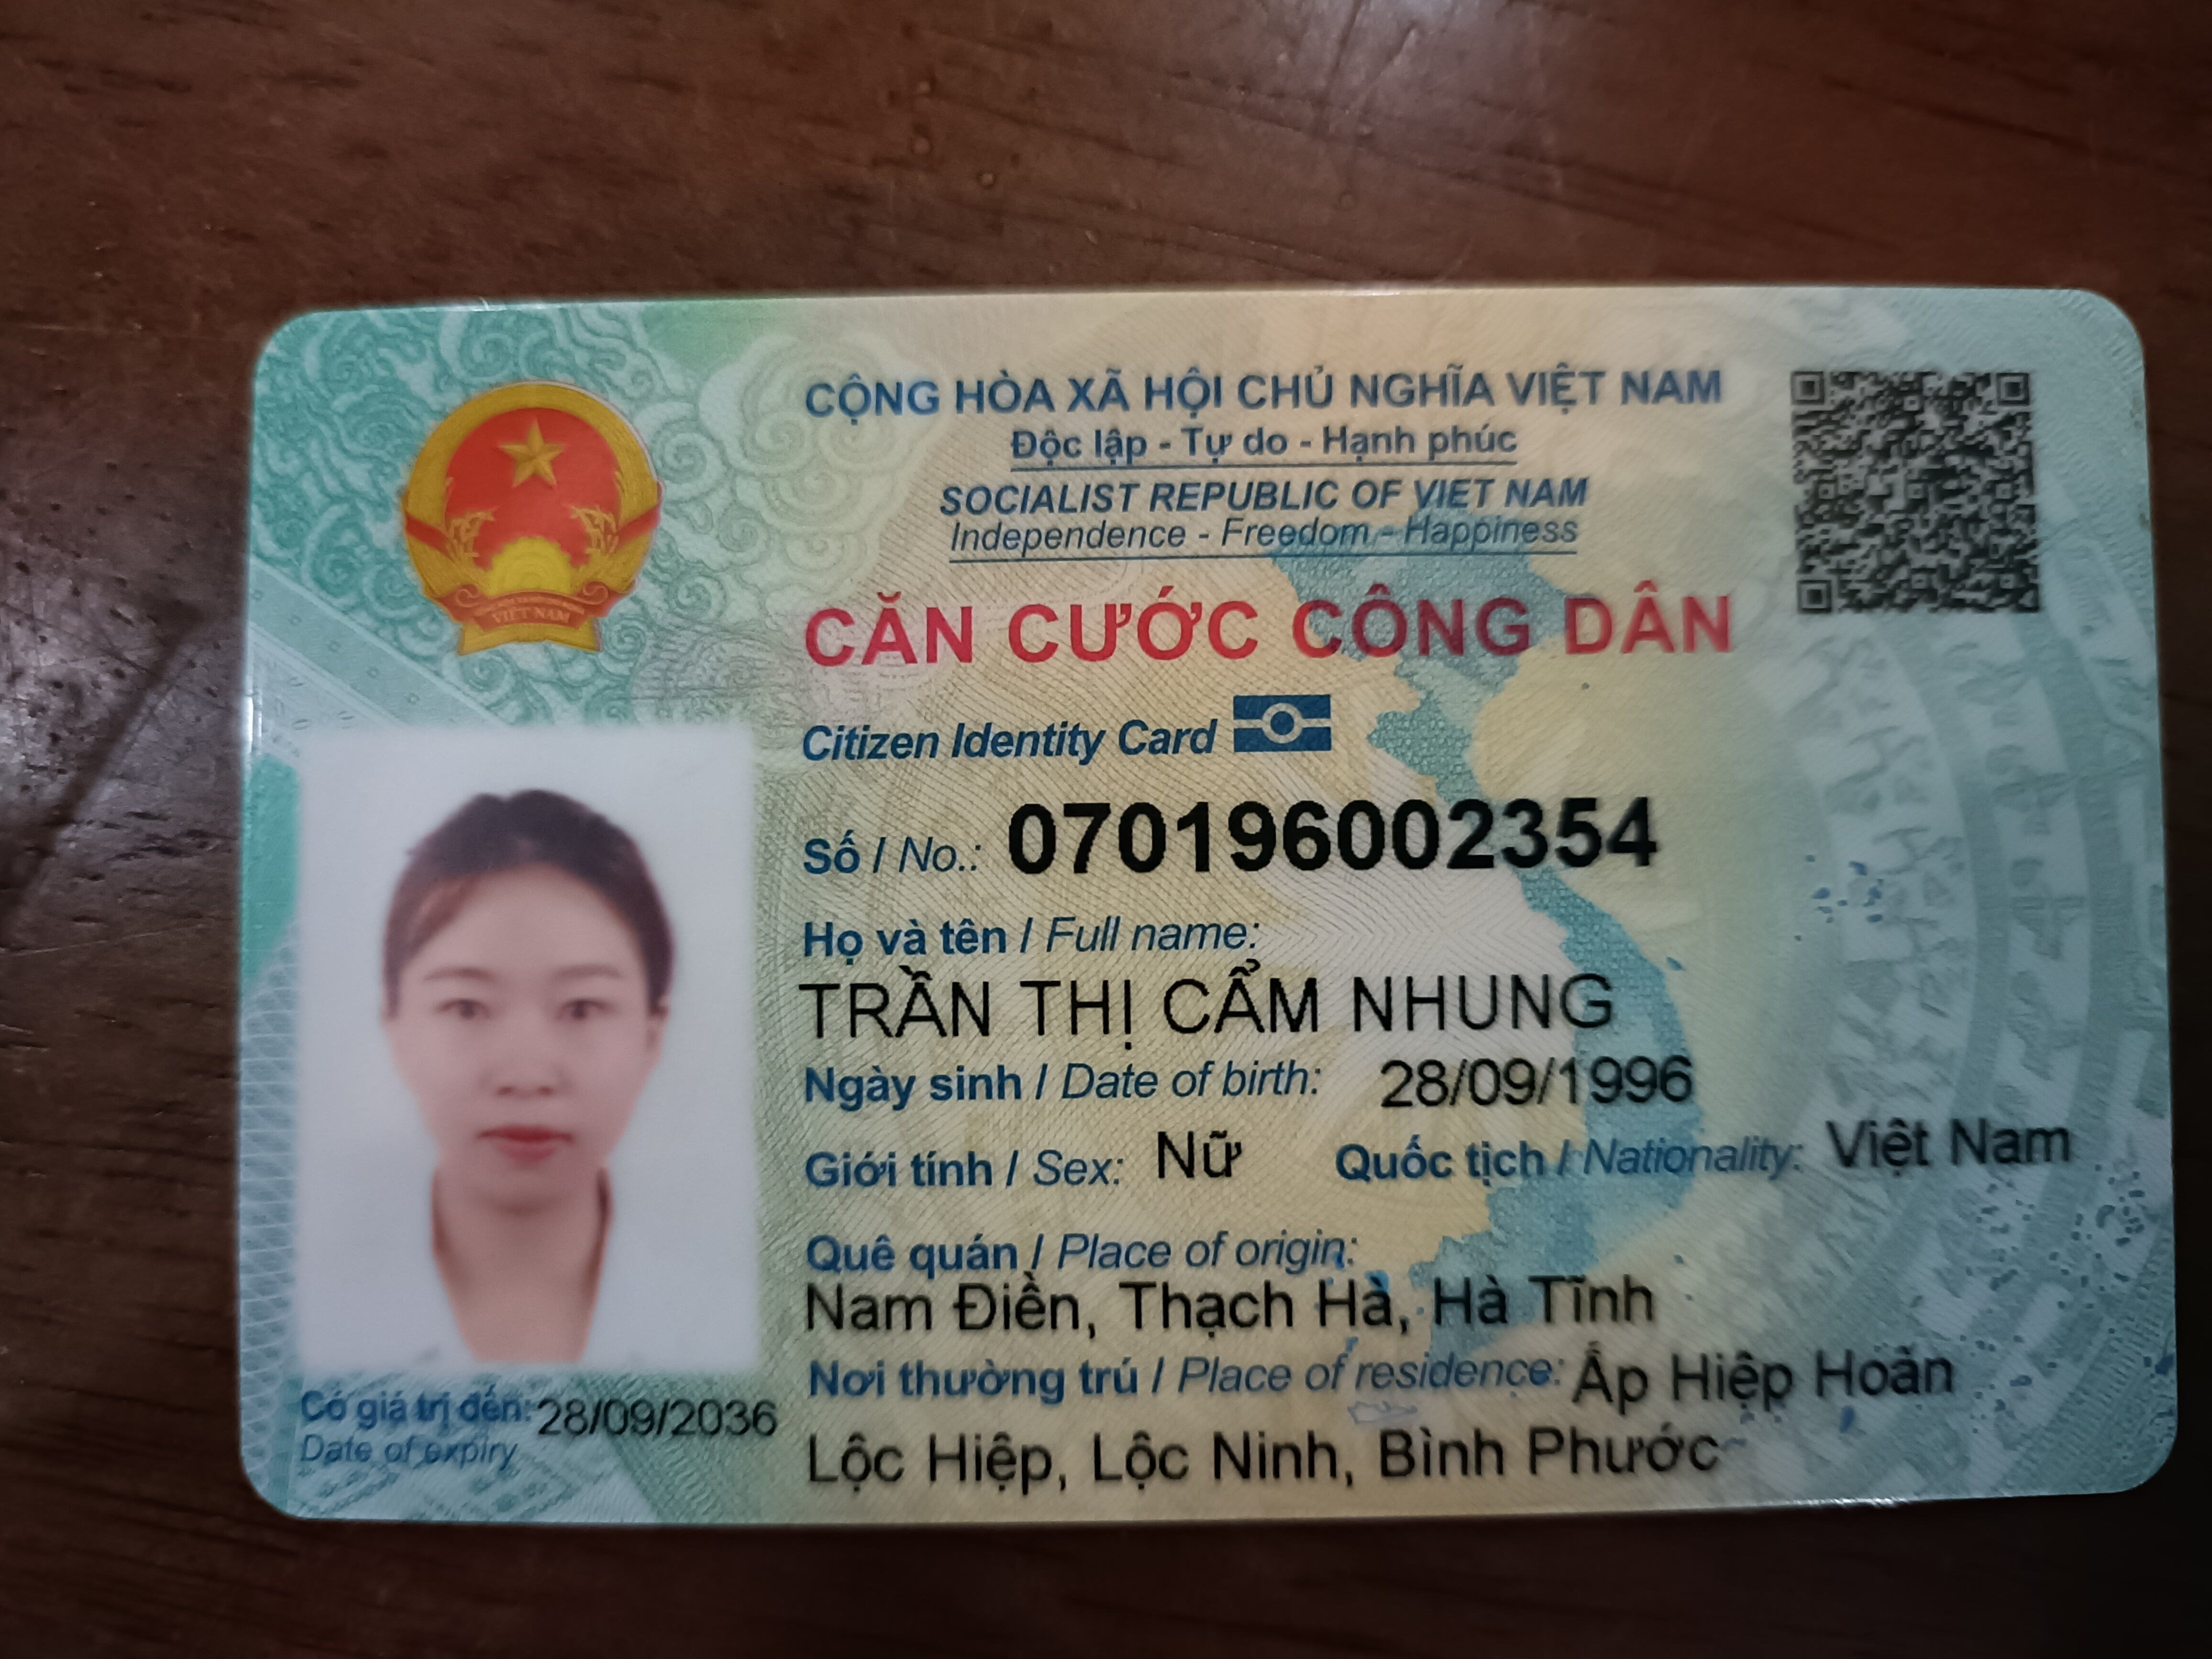 CỘNG HÒA XÃ HỘI CHỦ NGHĨA VIỆT NAM
Độc lập - Tự do - Hạnh phúc
SOCIALIST REPUBLIC OF VIET NAM
Independence - Freedom - Happiness
VIỆT NAM
CĂN CƯỚC CÔNG DÂN
Citizen Identity Card
Số / No.: 070196002354
Họ và tên / Full name:
TRẦN THỊ CẨM NHUNG
Ngày sinh / Date of birth: 28/09/1996
Giới tính / Sex: Nữ Quốc tịch / Nationality: Việt Nam
Quê quán / Place of origin:
Nam Điền, Thạch Hà, Hà Tĩnh
Nơi thường trú / Place of residence: Ấp Hiệp Hoàn
Lộc Hiệp, Lộc Ninh, Bình Phước
Có giá trị đến: 28/09/2036
Date of expiry